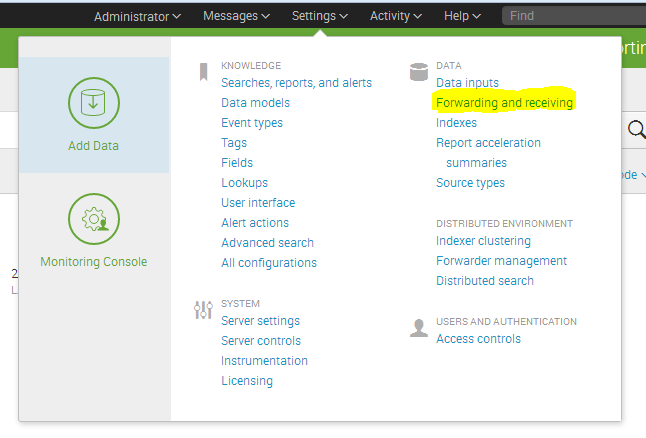 Administrator Messages Settings Activity Help Find
Add Data
Monitoring Console
KNOWLEDGE
Searches, reports, and alerts
Data models
Event types
Tags
Fields
Lookups
User interface
Alert actions
Advanced search
All configurations
SYSTEM
Server settings
Server controls
Instrumentation
Licensing
DATA
Data inputs
Forwarding and receiving
Indexes
Report acceleration
summaries
Source types
DISTRIBUTED ENVIRONMENT
Indexer clustering
Forwarder management
Distributed search
USERS AND AUTHENTICATION
Access controls